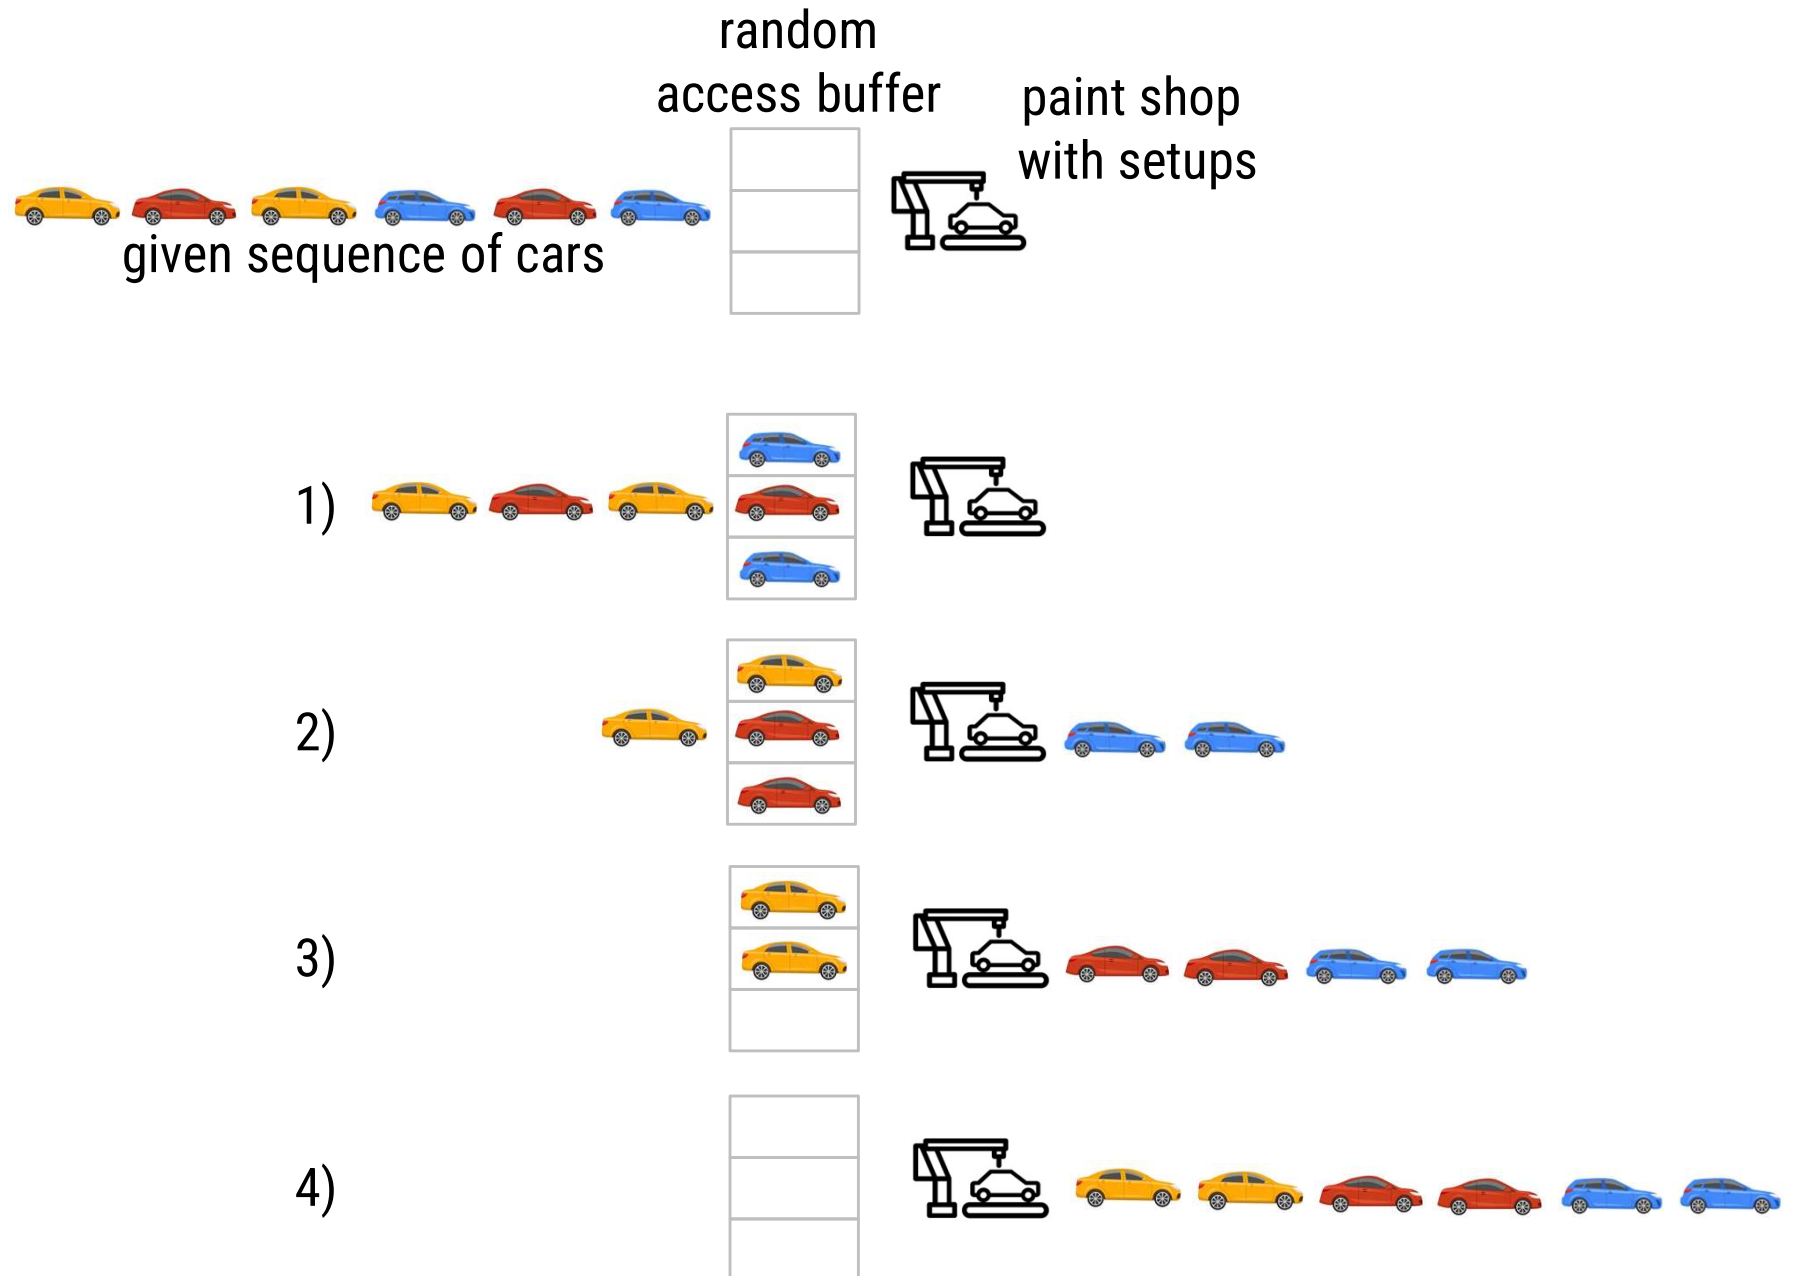 random
access buffer
paint shop
with setups
given sequence of cars
1)
2)
3)
4)